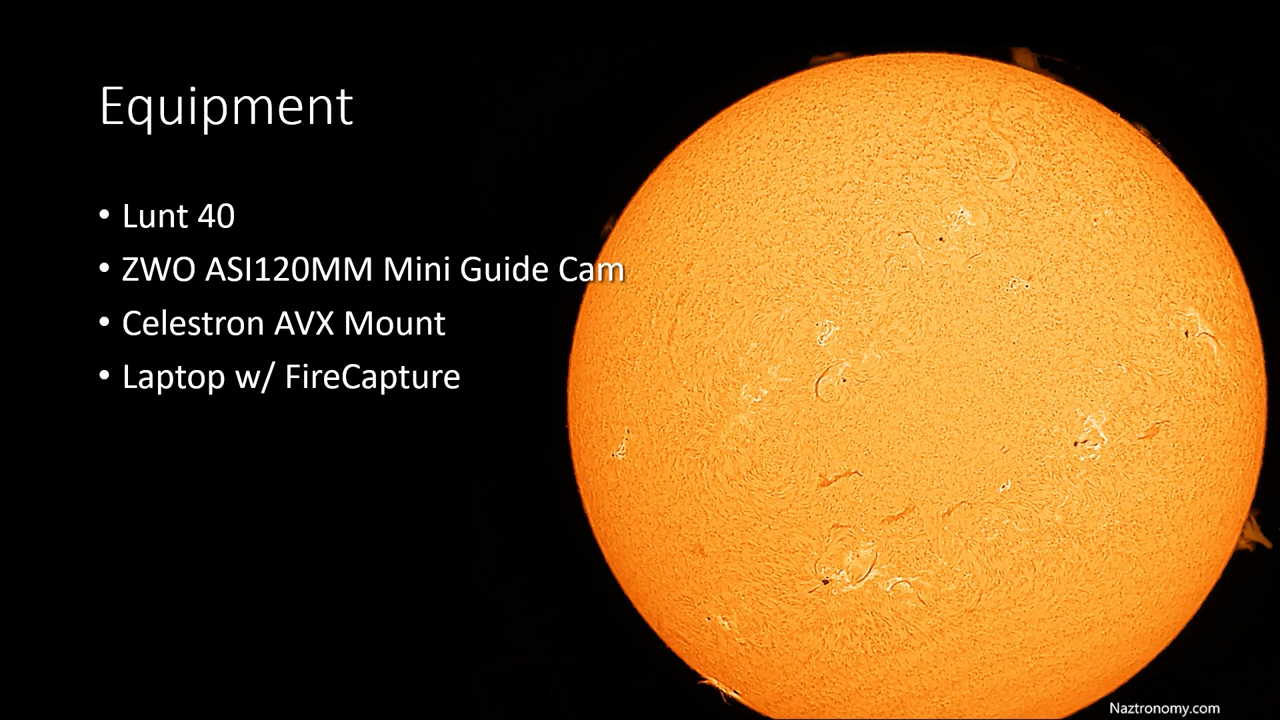 Equipment
• Lunt 40
• ZWO ASI120MM Mini Guide Cam
• Celestron AVX Mount
• Laptop w/ FireCapture
Naztronomy.com